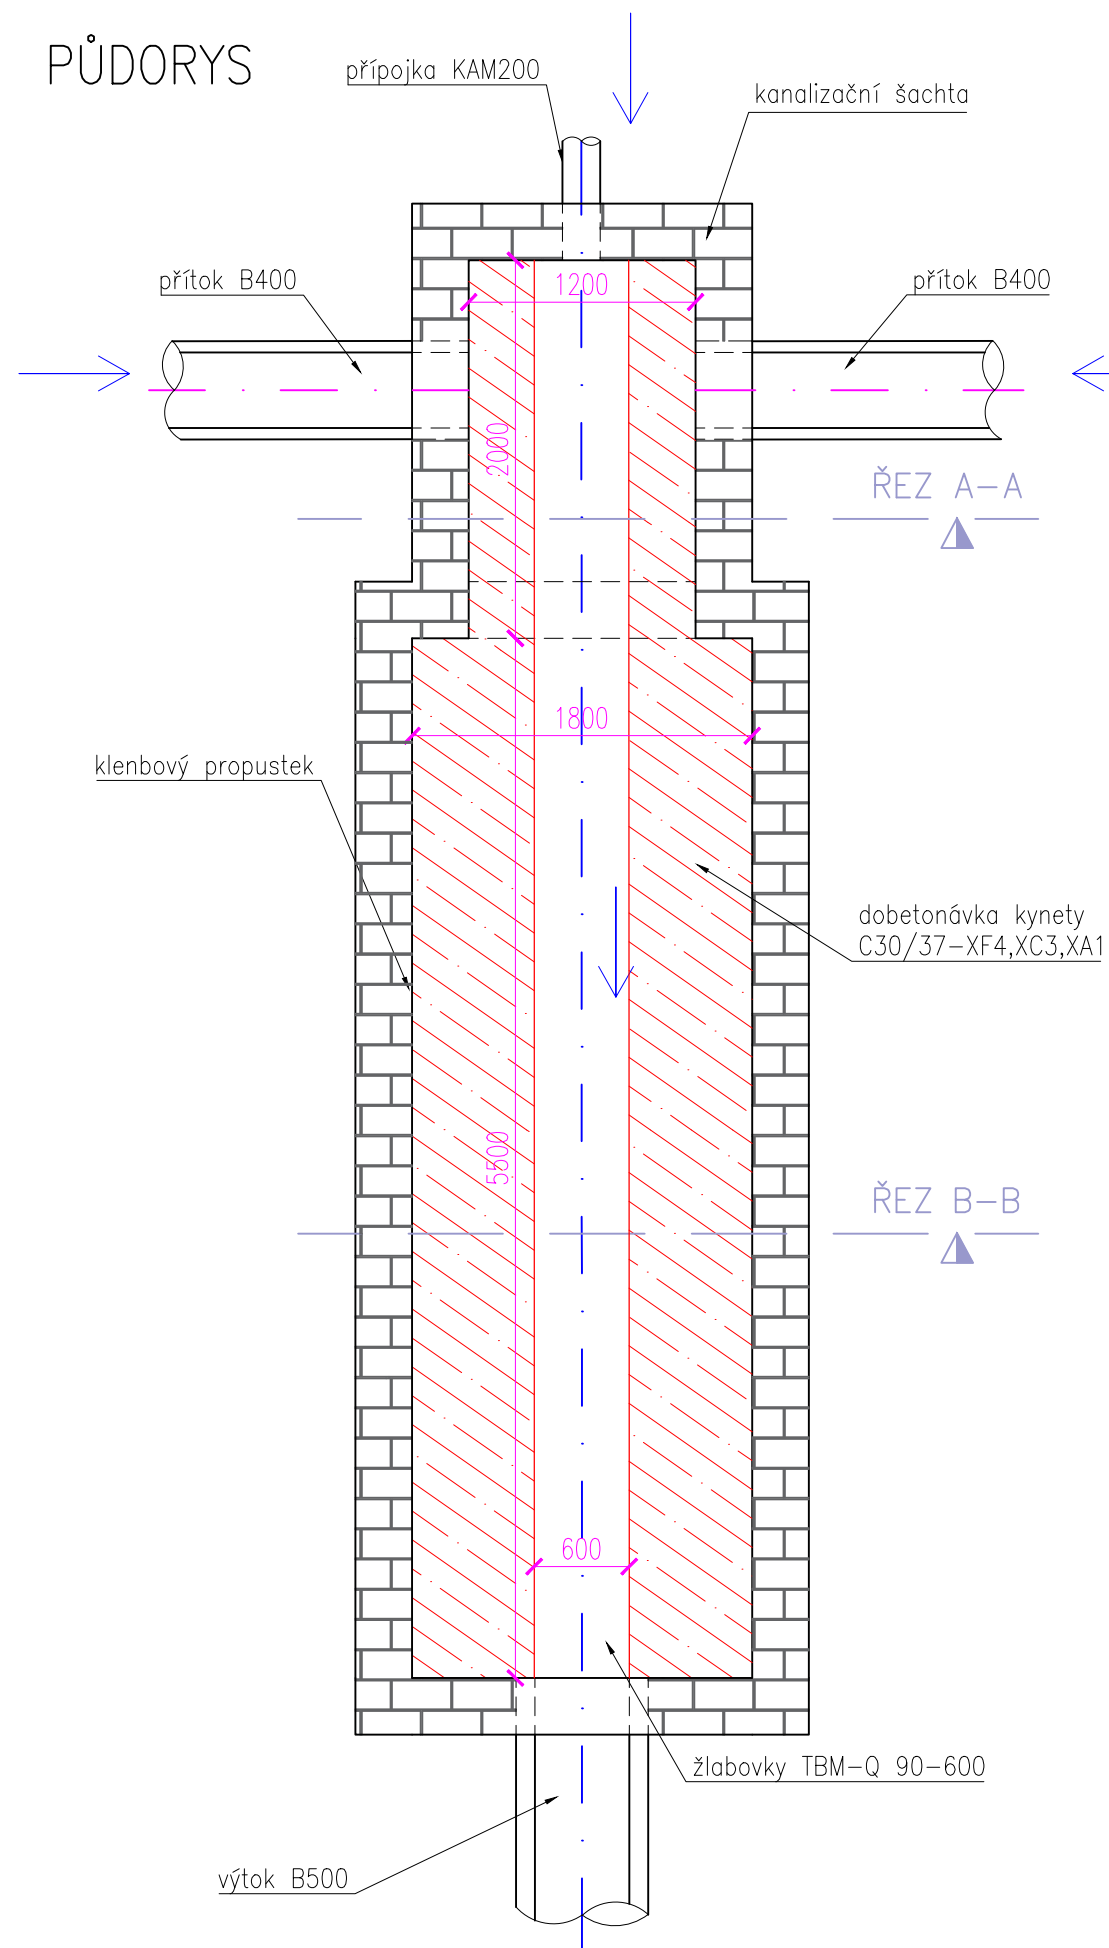 PŮDORYS
přípojka KAM200
kanalizační šachta
přítok B400
1200
přítok B400
2000
ŘEZ A-A
1800
klenbový propustek
dobetonávka kynety
C30/37-XF4,XC3,XA1
5500
ŘEZ B-B
600
žlabovky TBM-Q 90-600
výtok B500